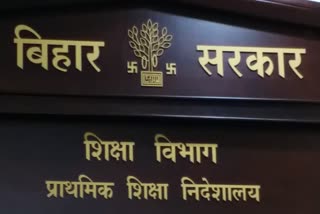 बिहार सरकार
शिक्षा विभाग
प्राथमिक शिक्षा निदेशालय